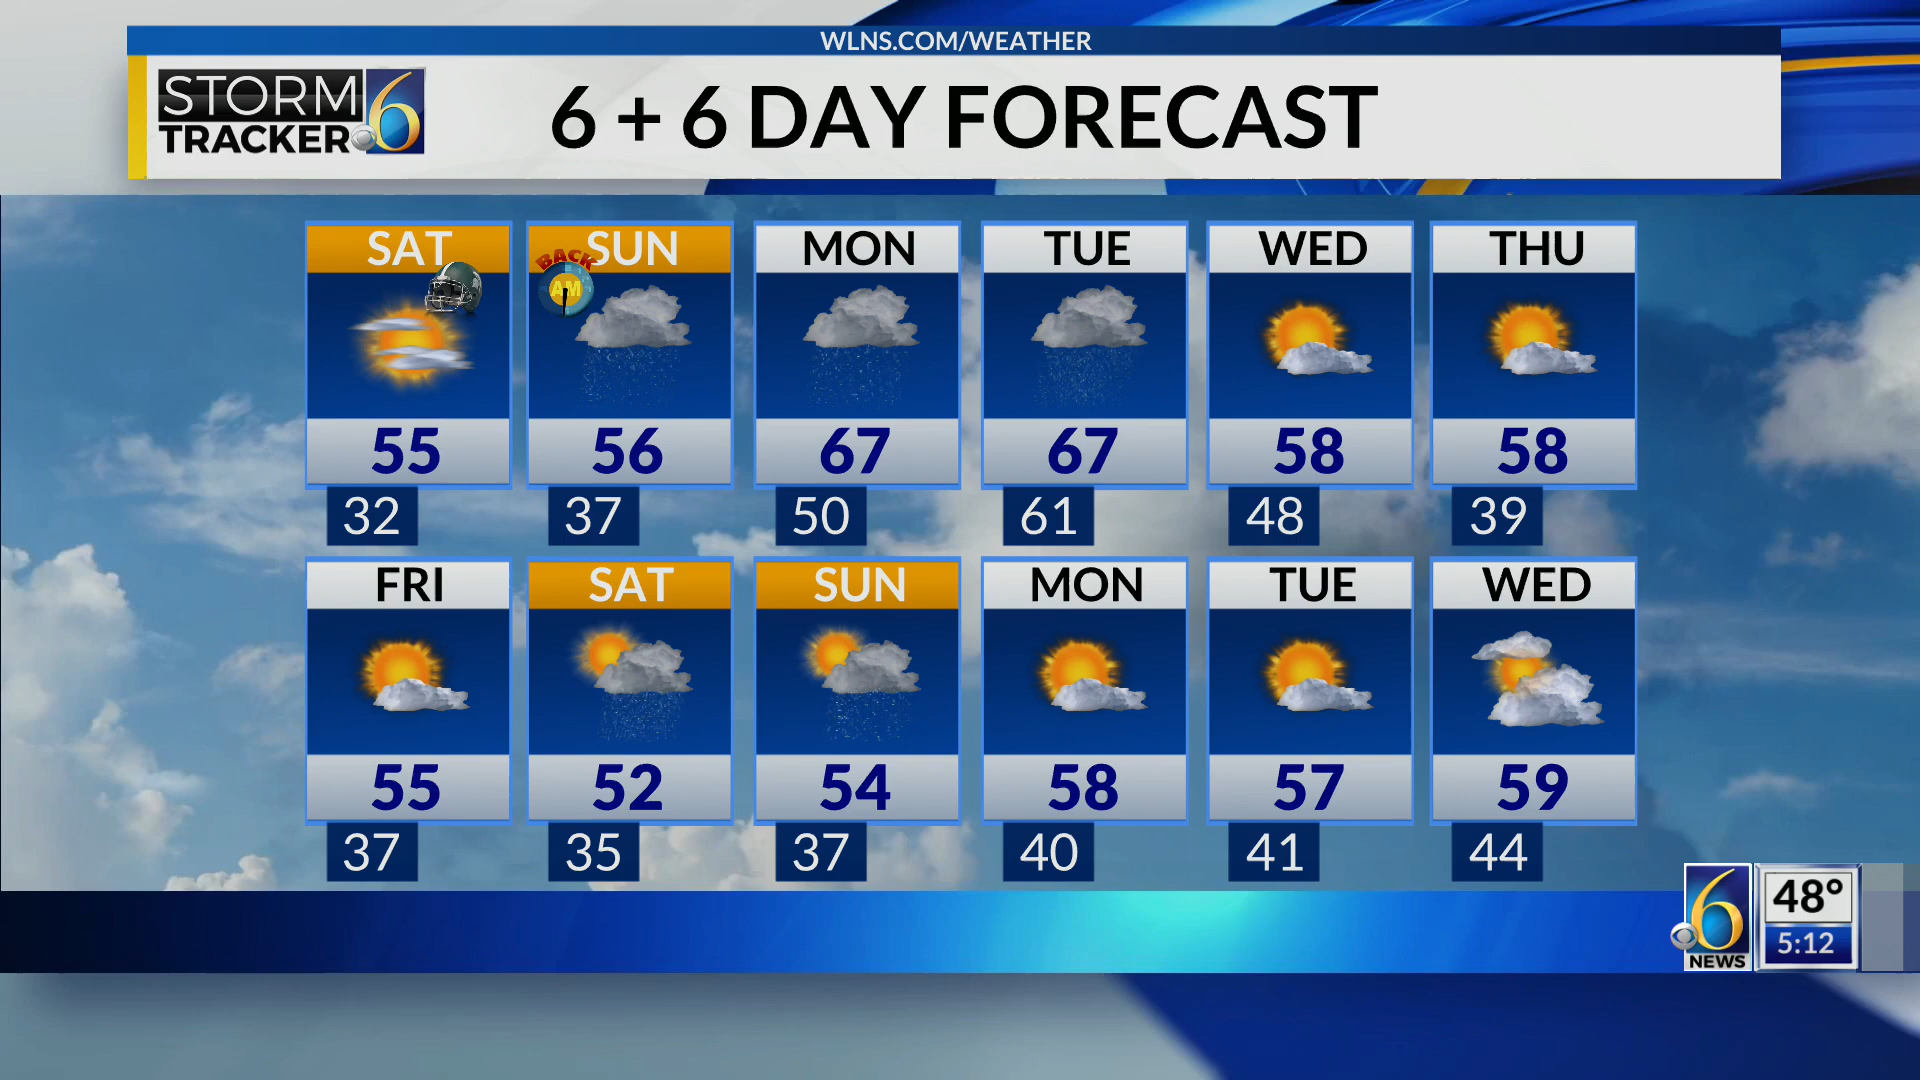 WLNS.COM/WEATHER
STORM
TRACKER 6
6 + 6 DAY FORECAST
SAT SUN MON TUE WED THU
BACK
AM
55 56 67 67 58 58
32 37 50 61 48 39
FRI SAT SUN MON TUE WED
55 52 54 58 57 59
37 35 37 40 41 44
6
NEWS
48°
5:12